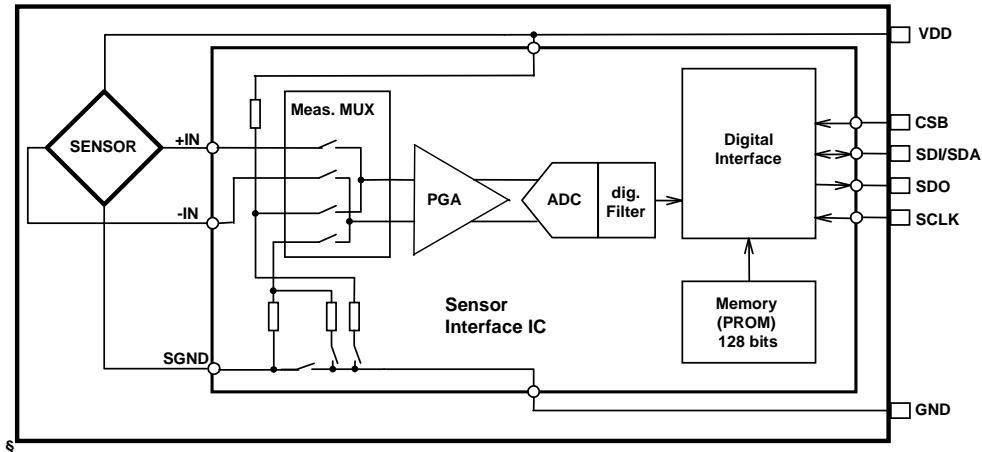 VDD
Meas. MUX
+IN
SENSOR
-IN
PGA
ADC
dig.
Filter
Digital
Interface
CSB
SDI/SDA
SDO
SCLK
Sensor
Interface IC
Memory
(PROM)
128 bits
SGND
GND
§